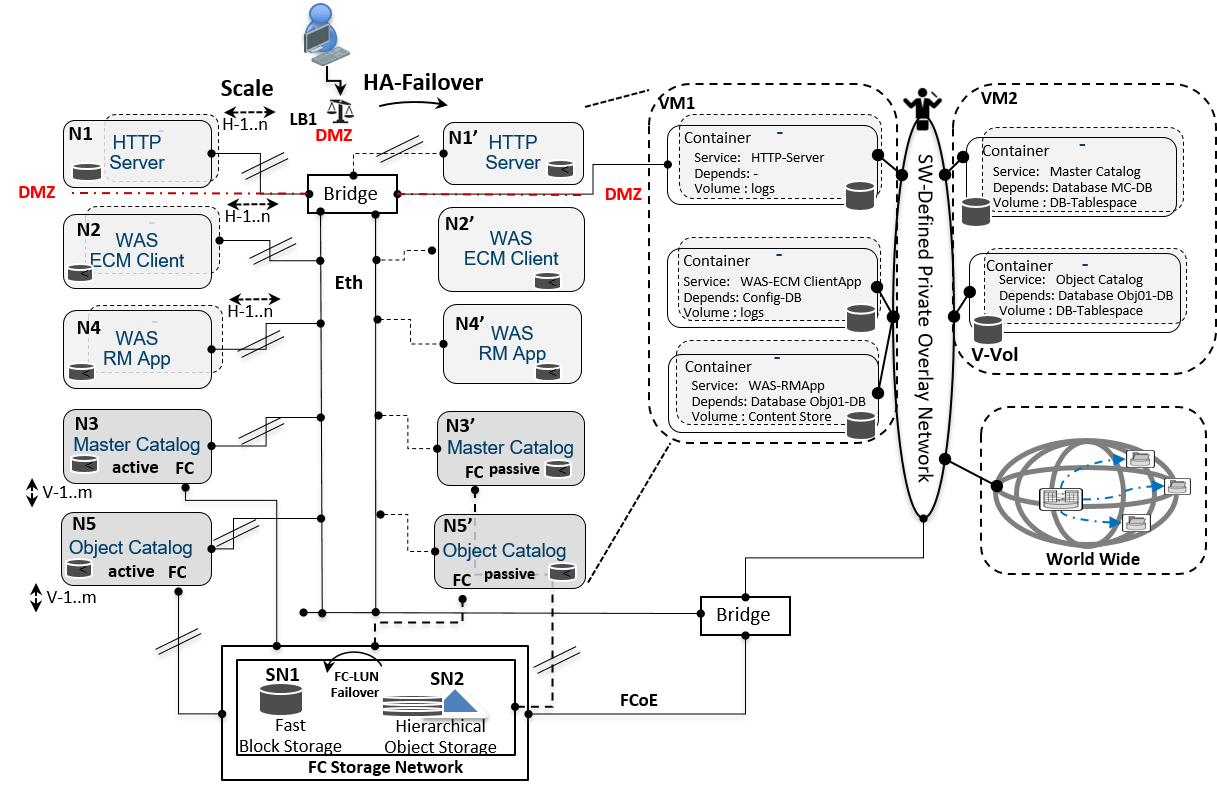 Scale
HA-Failover
H-1..n
LB1
DMZ
N1
HTTP
Server
N1’
HTTP
Server
DMZ
Bridge
DMZ
H-1..n
N2
WAS
ECM Client
N2’
WAS
ECM Client
Eth
H-1..n
N4
WAS
RM App
N4’
WAS
RM App
N3
Master Catalog
active FC
N3’
Master Catalog
FC passive
V-1..m
N5
Object Catalog
active FC
N5’
Object Catalog
FC passive
V-1..m
VM1
Container
Service: HTTP-Server
Depends: -
Volume : logs
Container
Service: WAS-ECM ClientApp
Depends: Config-DB
Volume : logs
Container
Service: WAS-RMApp
Depends: Database Obj01-DB
Volume : Content Store
SW-Defined Private Overlay Network
VM2
Container
Service: Master Catalog
Depends: Database MC-DB
Volume : DB-Tablespace
Container
Service: Object Catalog
Depends: Database Obj01-DB
Volume : DB-Tablespace
V-Vol
World Wide
Bridge
FCoE
SN1
FC-LUN
Failover
SN2
Fast
Block Storage
Hierarchical
Object Storage
FC Storage Network